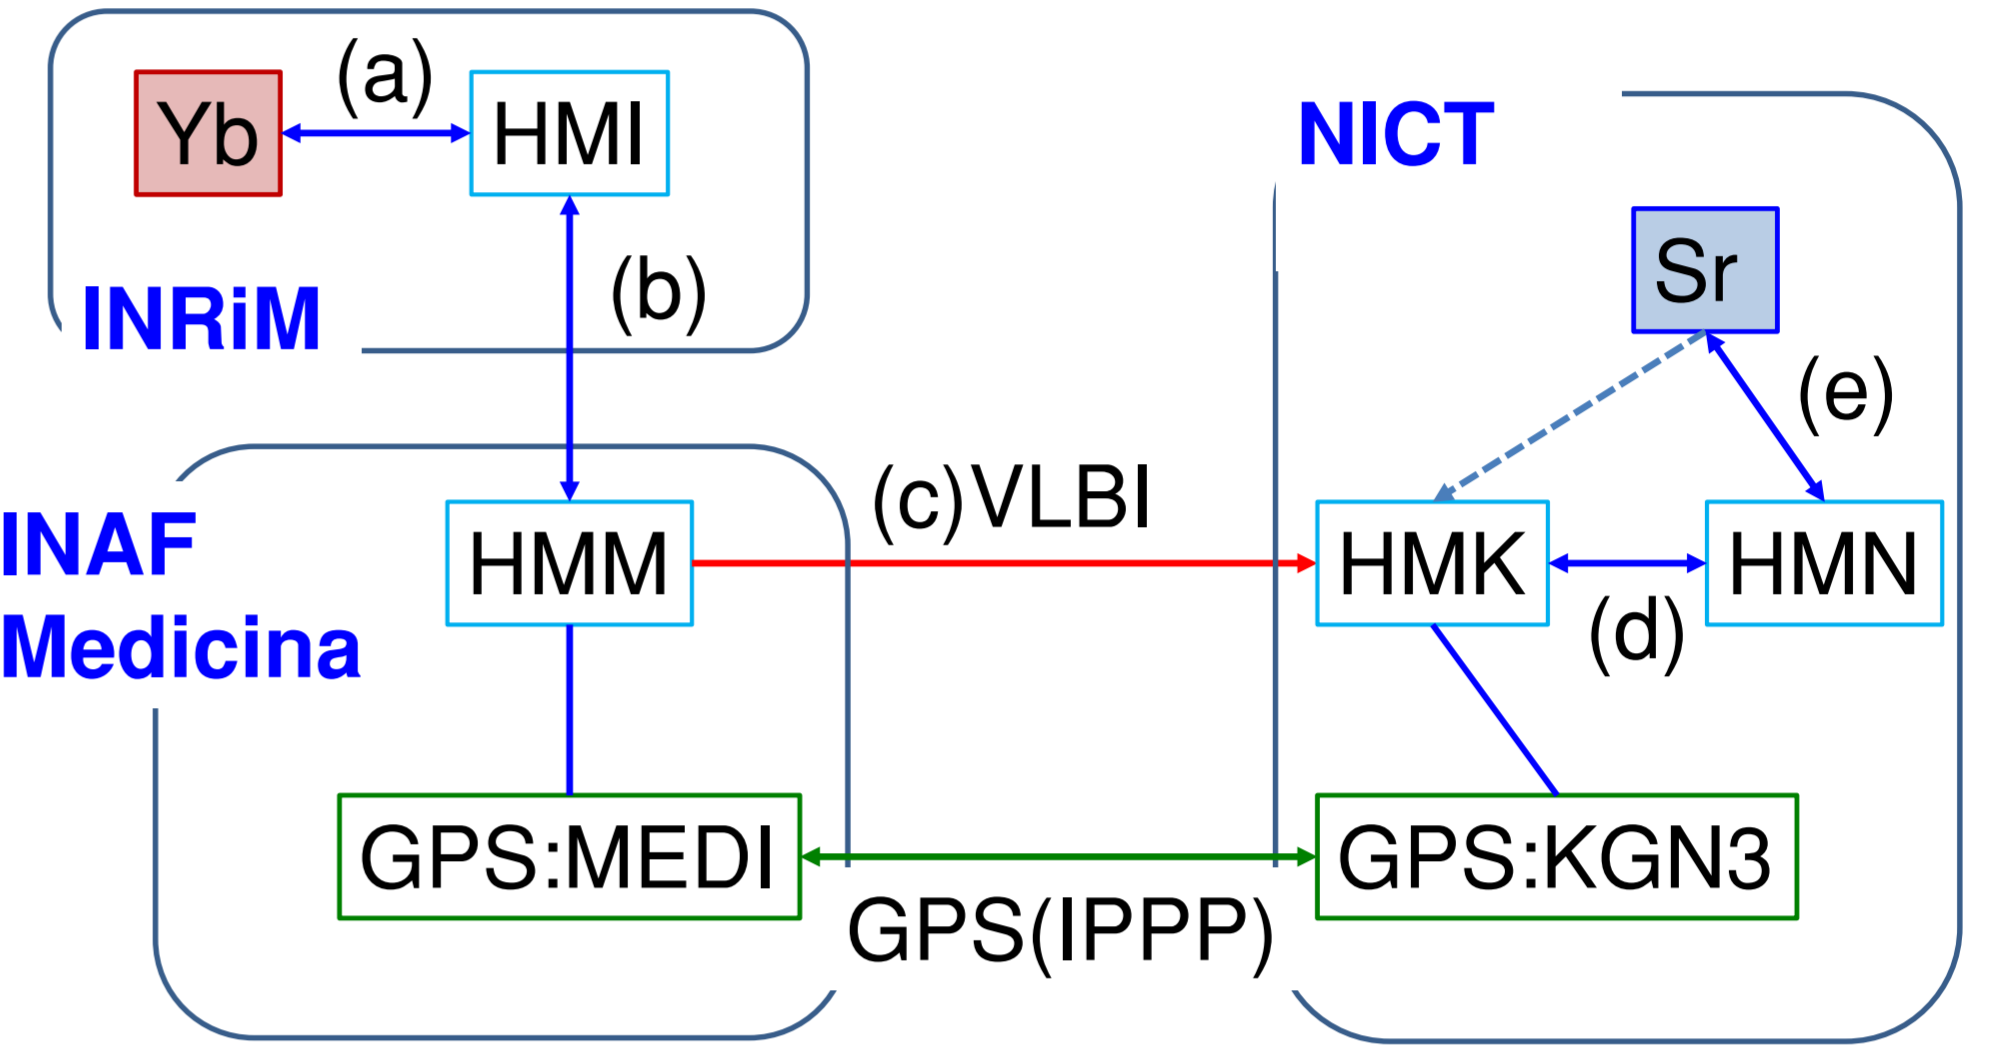 (a)
Yb
HMI
INRiM
(b)
NICT
Sr
(e)
INAF
Medicina
HMM
(c)VLBI
HMK
HMN
(d)
GPS:MEDI
GPS:KGN3
GPS(IPPP)